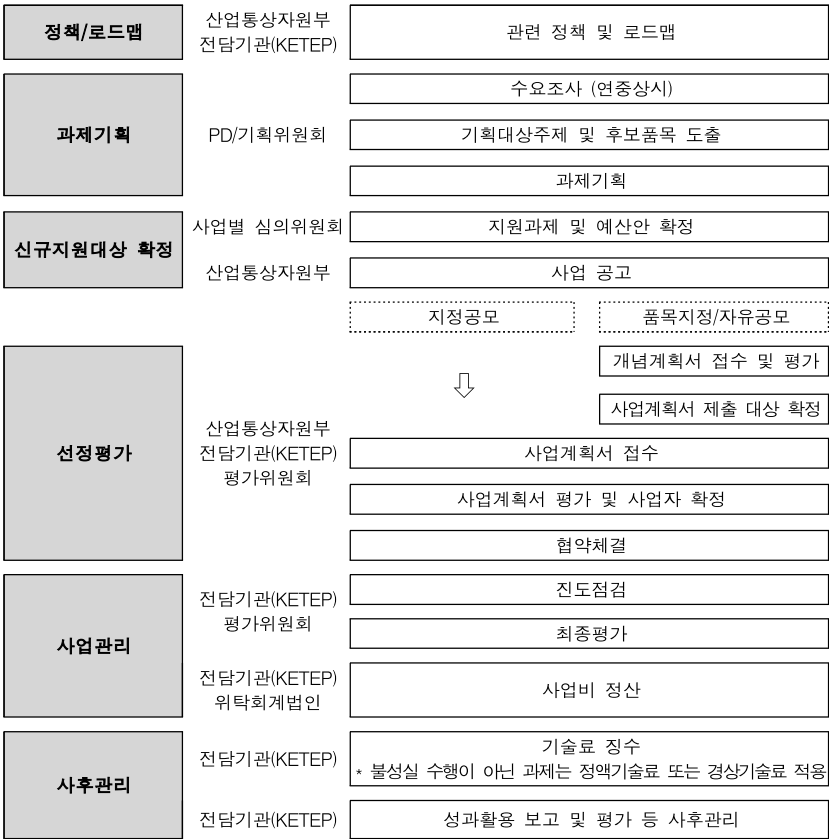 정책/로드맵
산업통상자원부
전담기관(KETEP)
관련 정책 및 로드맵
과제기획
PD/기획위원회
수요조사 (연중상시)
기획대상주제 및 후보품목 도출
과제기획
신규지원대상 확정
사업별 심의위원회
지원과제 및 예산안 확정
산업통상자원부
사업 공고
지정공모
품목지정/자유공모
선정평가
산업통상자원부
전담기관(KETEP)
평가위원회
개념계획서 접수 및 평가
사업계획서 제출 대상 확정
사업계획서 접수
사업계획서 평가 및 사업자 확정
협약체결
사업관리
전담기관(KETEP)
평가위원회
진도점검
최종평가
전담기관(KETEP)
위탁회계법인
사업비 정산
사후관리
전담기관(KETEP)
기술료 징수
* 불성실 수행이 아닌 과제는 정액기술료 또는 경상기술료 적용
전담기관(KETEP)
성과활용 보고 및 평가 등 사후관리